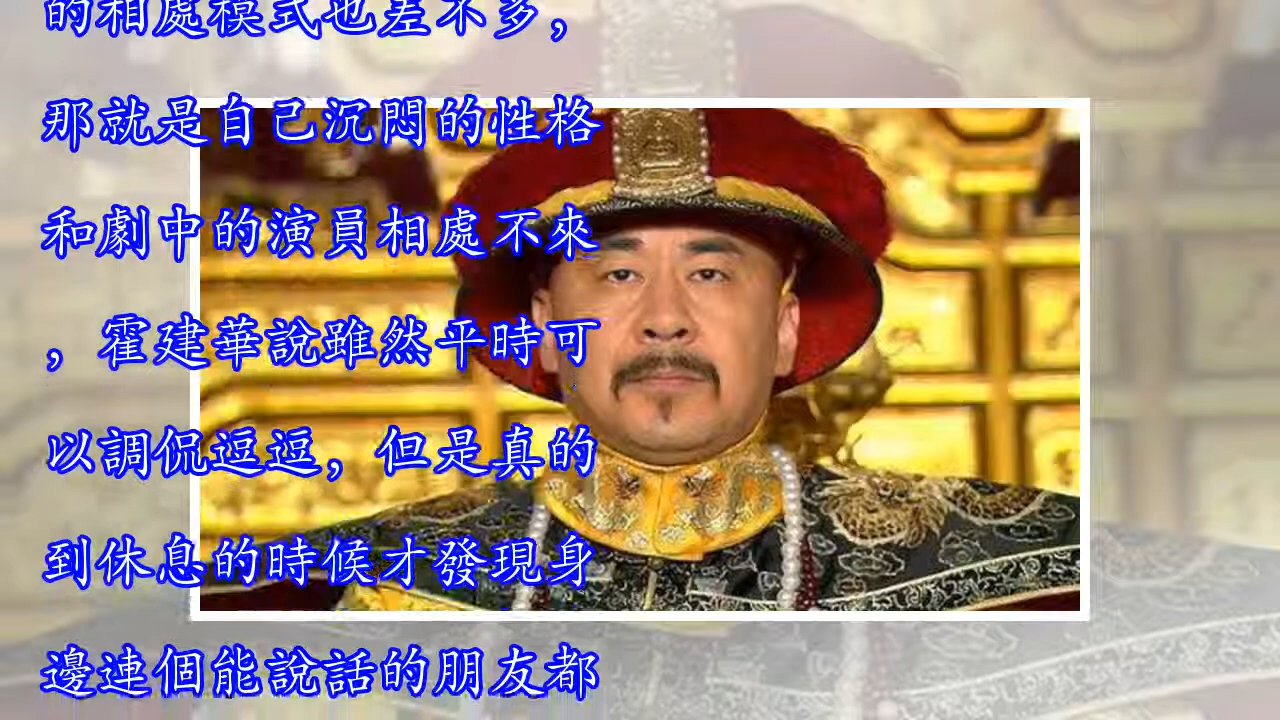 的相處模式也差不多，
那就是自己沉悶的性格
和劇中的演員相處不來
，霍建華說雖然平時可
以調侃逗逗，但是真的
到休息的時候才發現身
邊連個能說話的朋友都